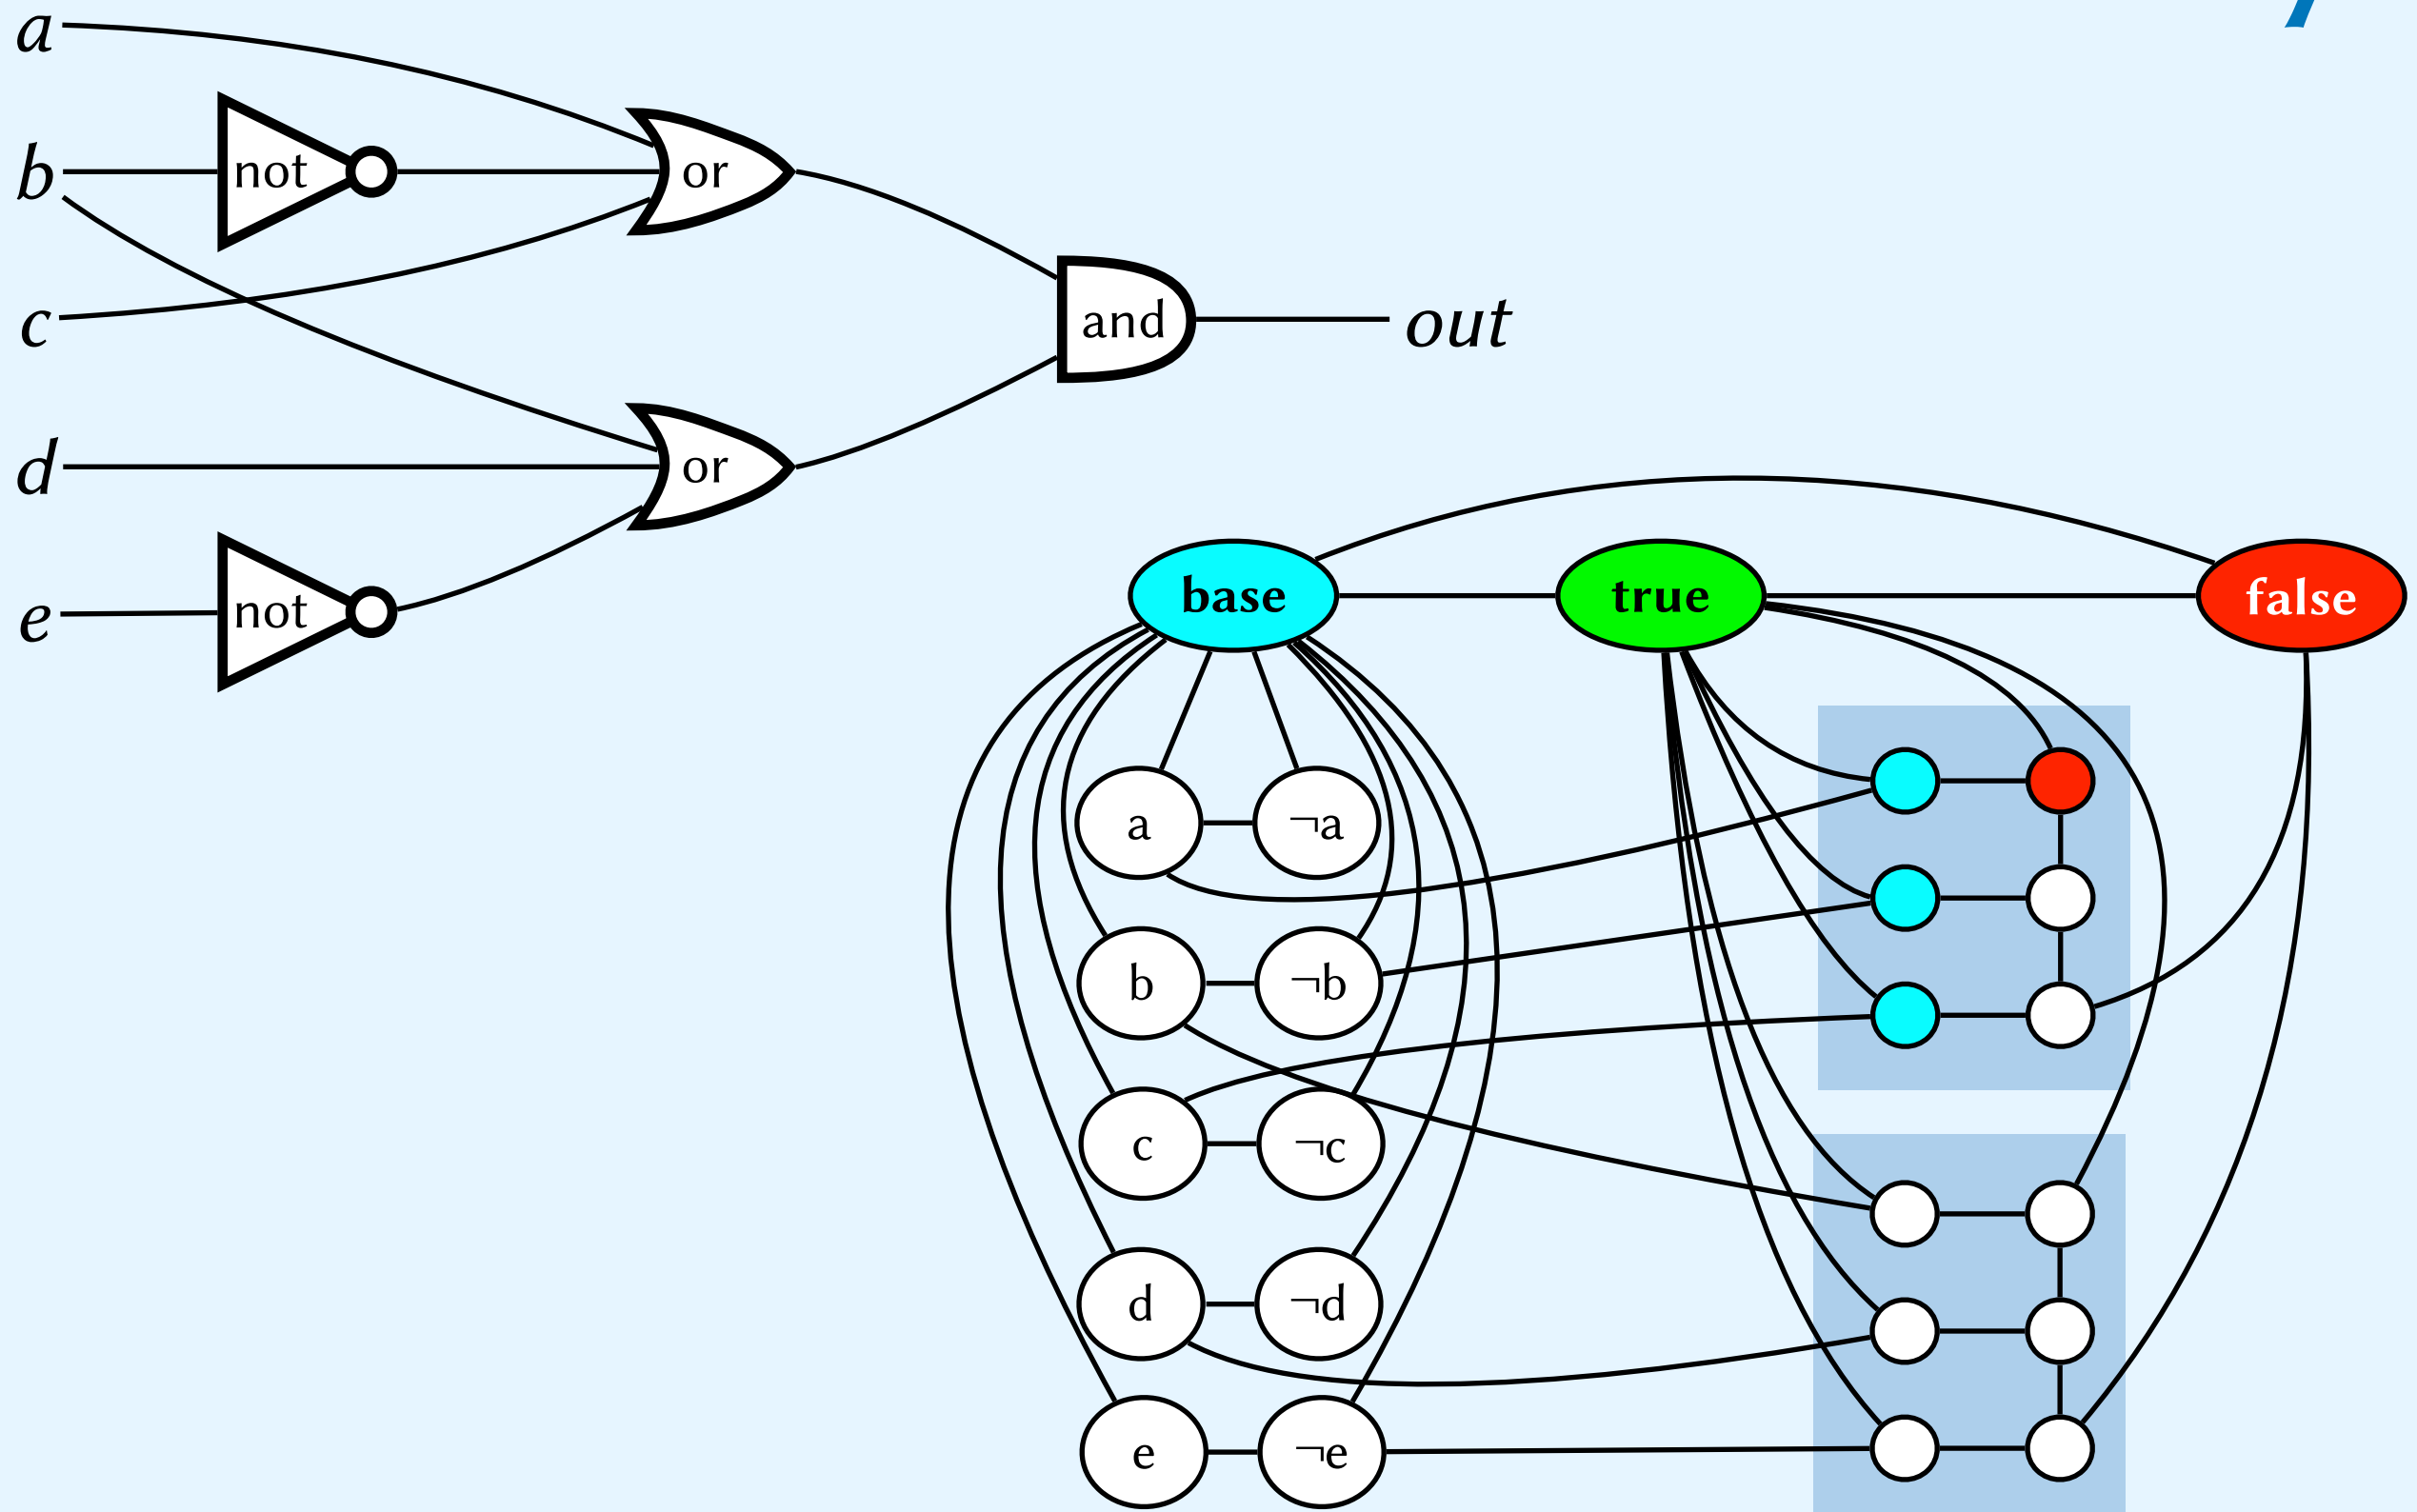 a
b
not
or
c
and
out
d
or
e
not
base
true
false
a
¬a
b
¬b
c
¬c
d
¬d
e
¬e